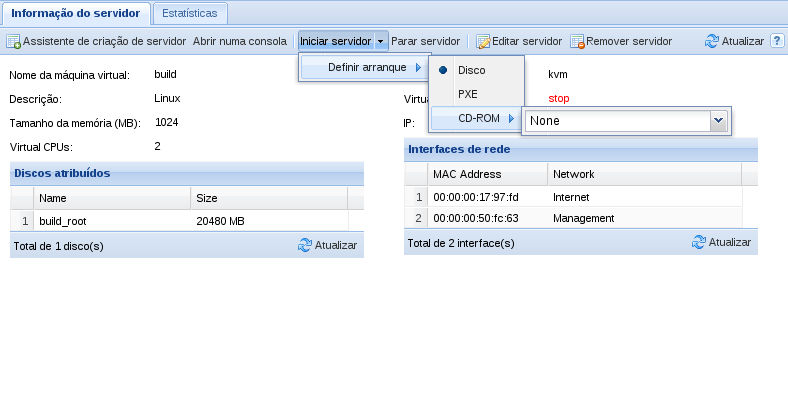 Informação do servidor Estatísticas
Assistente de criação de servidor Abrir numa consola Iniciar servidor Parar servidor Editar servidor Remover servidor Atualizar ?
Definir arranque
Disco
PXE
CD-ROM
None
Nome da máquina virtual: build
kvm
Descrição: Linux
stop
Tamanho da memória (MB): 1024
IP:
Virtual CPUs: 2
Discos atribuídos
Name Size
1 build_root 20480 MB
Total de 1 disco(s) Atualizar
Interfaces de rede
MAC Address Network
1 00:00:00:17:97:fd Internet
2 00:00:00:50:fc:63 Management
Total de 2 interface(s) Atualizar